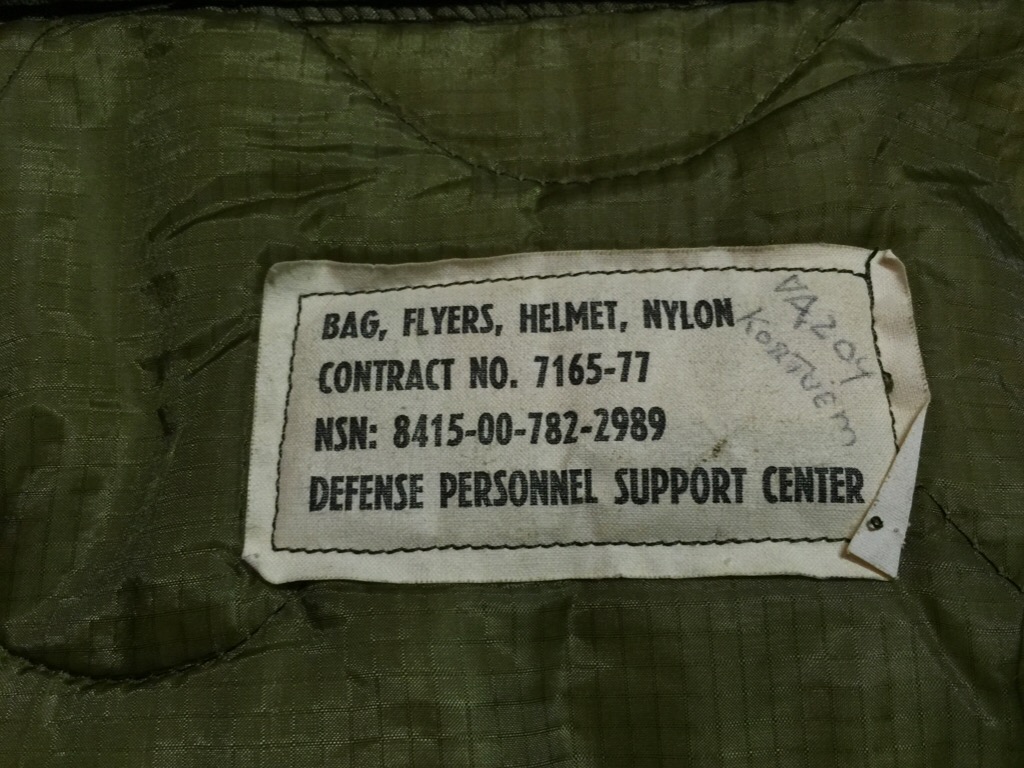 BAG, FLYERS, HELMET, NYLON
CONTRACT NO. 7165-77
NSN: 8415-00-782-2989
DEFENSE PERSONNEL SUPPORT CENTER
VA204